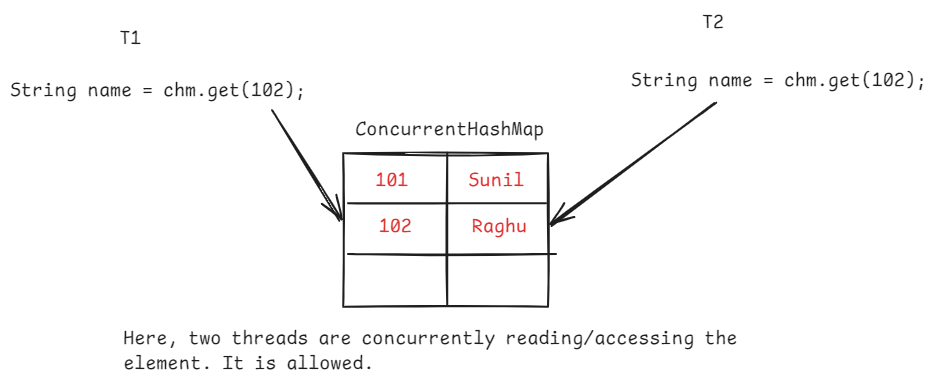 T1
T2
String name = chm.get(102);
String name = chm.get(102);
ConcurrentHashMap
101 Sunil
102 Raghu
Here, two threads are concurrently reading/accessing the
element. It is allowed.